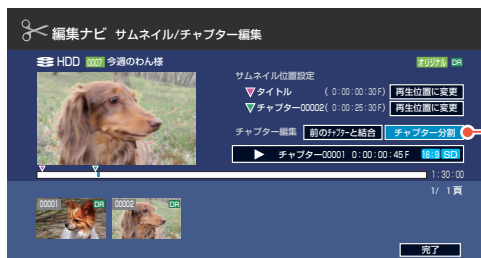 編集ナビ サムネイル/チャプター編集
HDD 0007 今週のわん様
オリジナル DR
サムネイル位置設定
タイトル ( 0:00:00:30F) 再生位置に変更
チャプター00002( 0:00:25:30F) 再生位置に変更
チャプター編集 前のチャプターと結合 チャプター分割
チャプター00001 0:00:00:45F 16:9 SD
1:30:00
1/ 1頁
00001 DR 00002 DR
完了